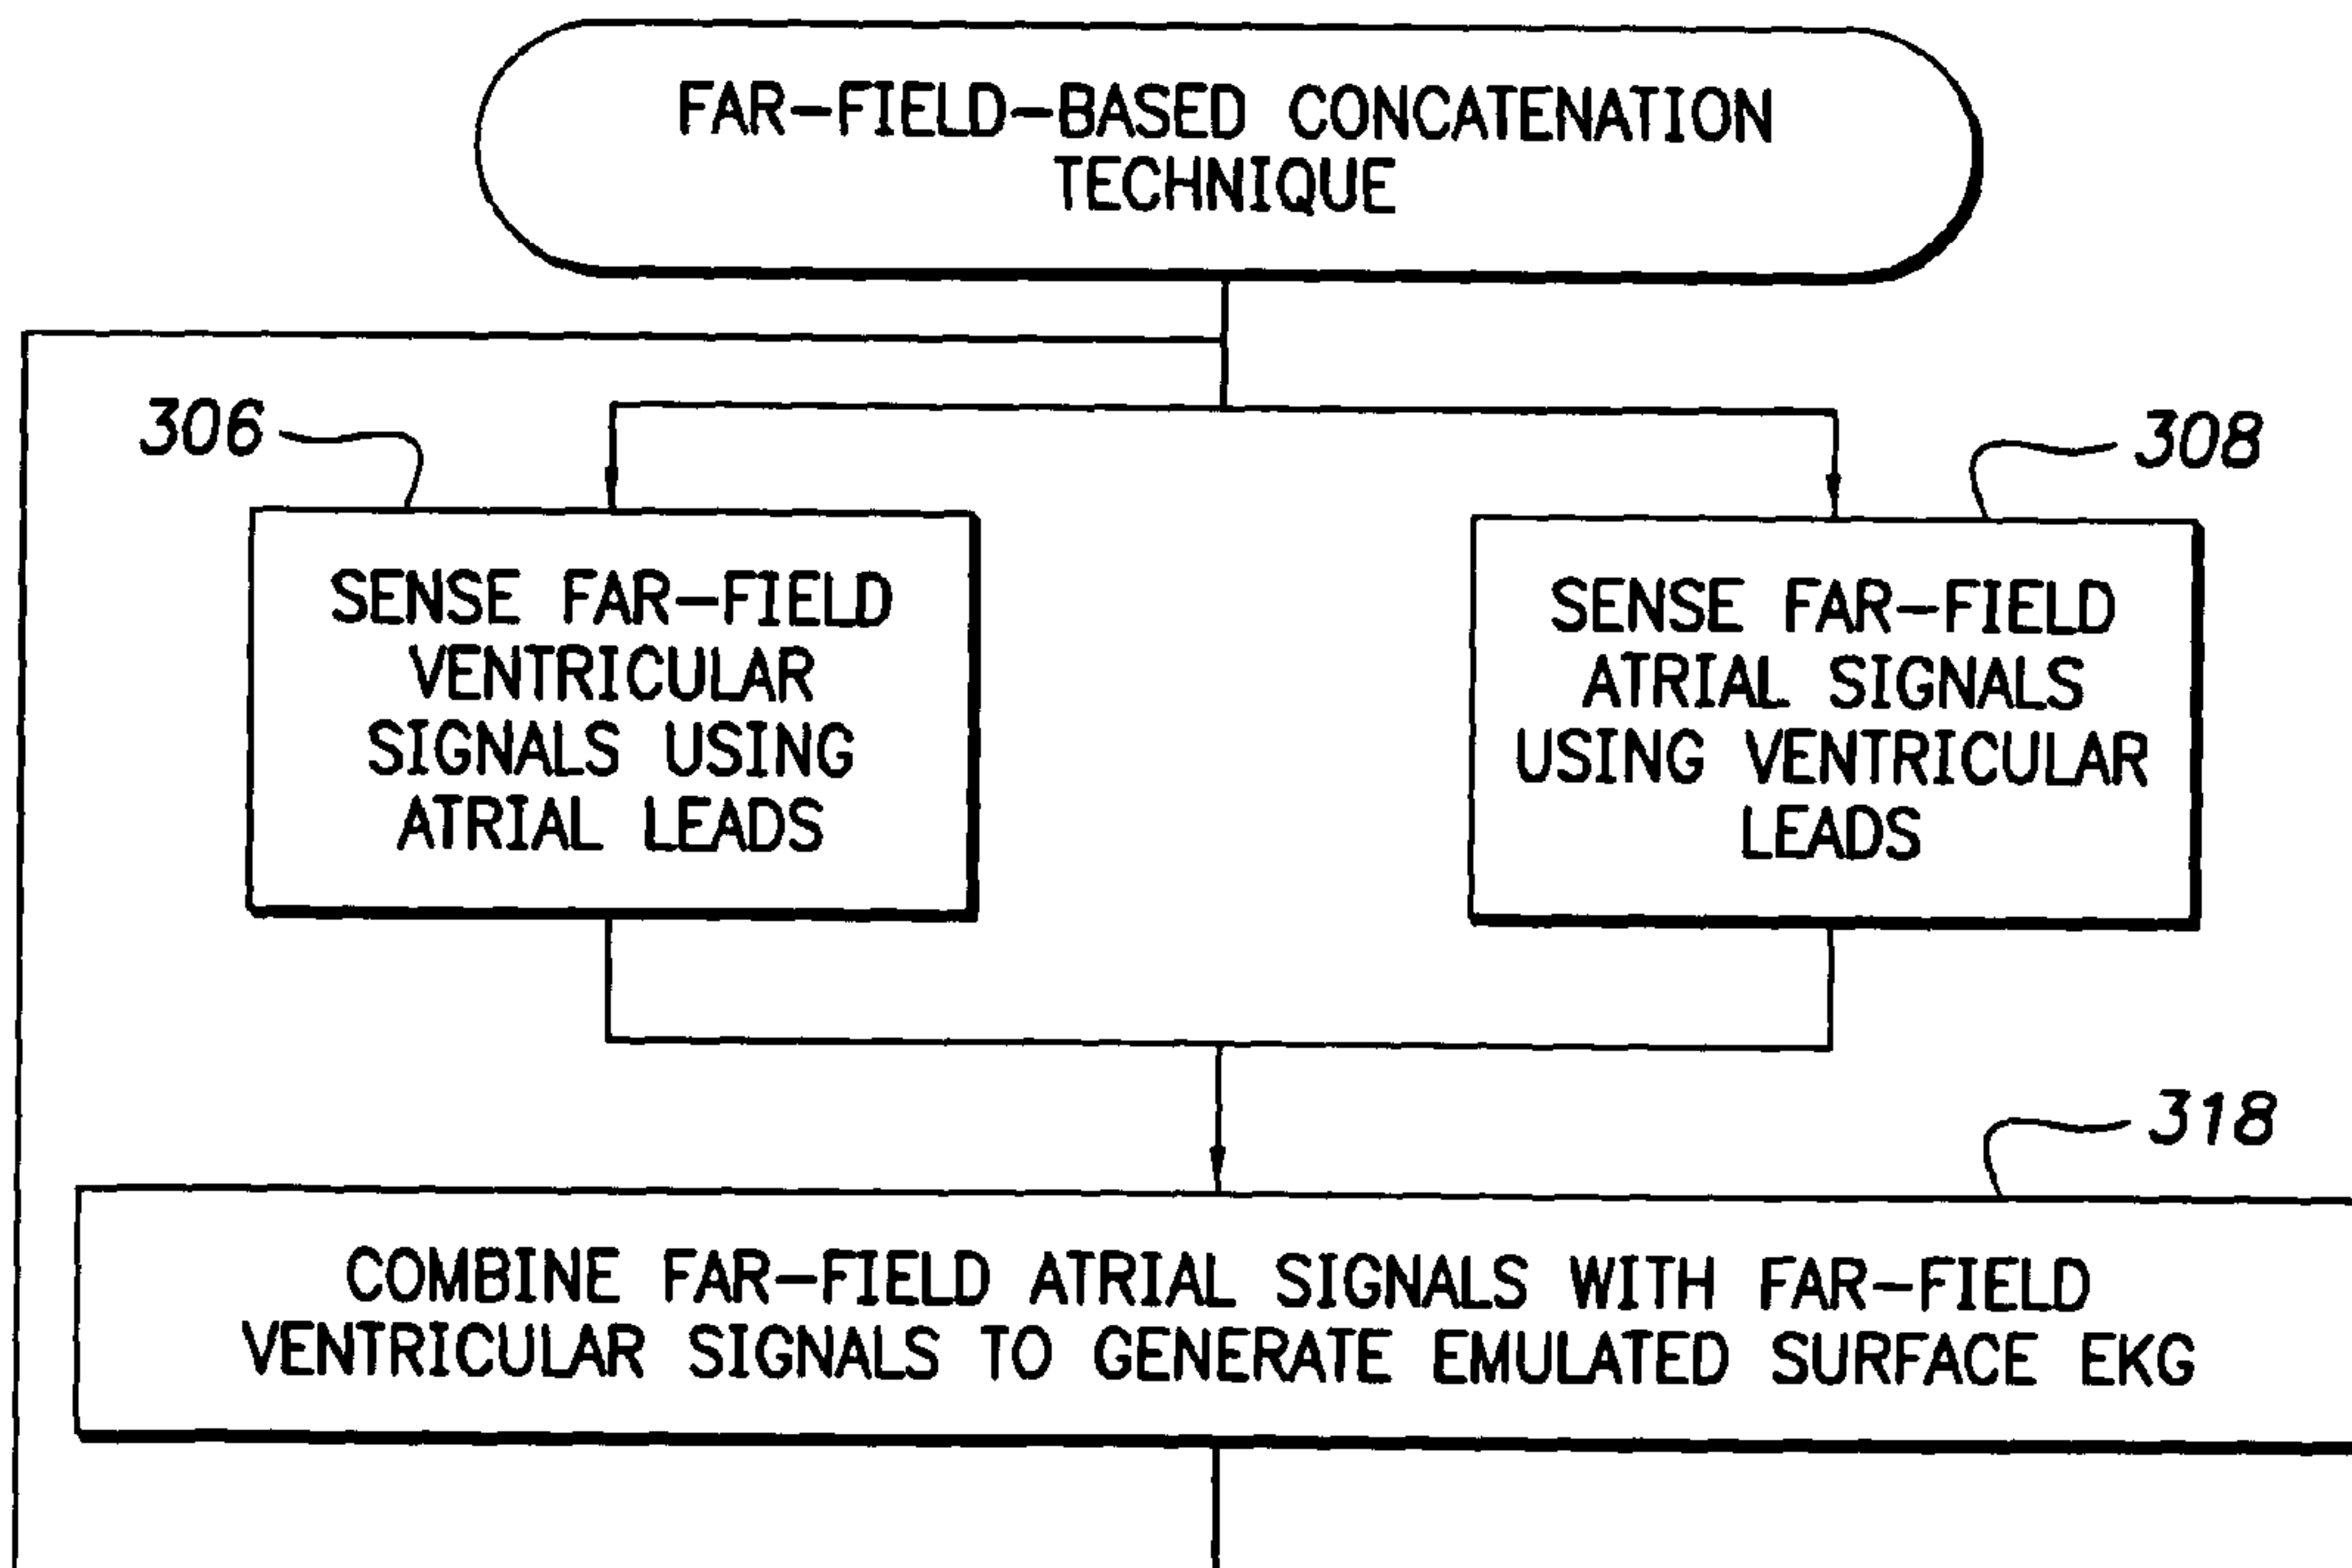 FAR-FIELD-BASED CONCATENATION
TECHNIQUE
306
308
SENSE FAR-FIELD
VENTRICULAR
SIGNALS USING
ATRIAL LEADS
SENSE FAR-FIELD
ATRIAL SIGNALS
USING VENTRICULAR
LEADS
318
COMBINE FAR-FIELD ATRIAL SIGNALS WITH FAR-FIELD
VENTRICULAR SIGNALS TO GENERATE EMULATED SURFACE EKG